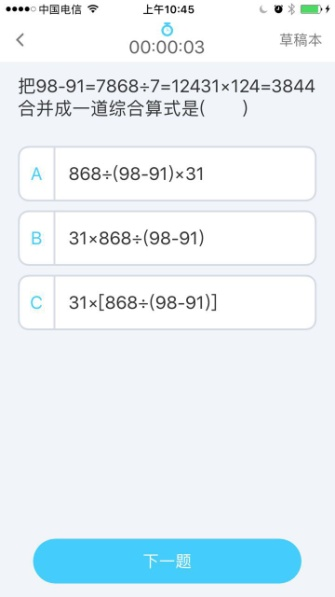 中国电信 上午10:45
00:00:03
草稿本
把98-91=7868÷7=12431×124=3844
合并成一道综合算式是( )
A 868÷(98-91)×31
B 31×868÷(98-91)
C 31×[868÷(98-91)]
下一题